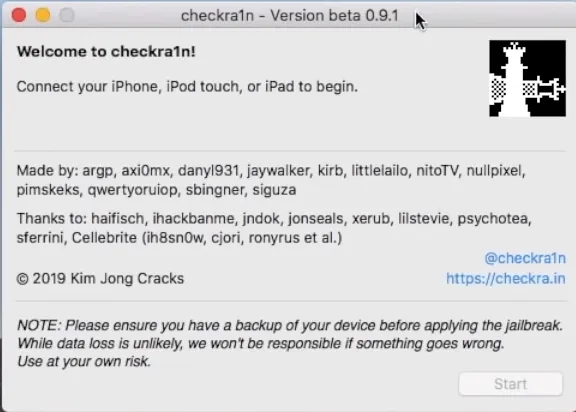 checkra1n - Version beta 0.9.1
Welcome to checkra1n!
Connect your iPhone, iPod touch, or iPad to begin.
Made by: argp, axi0mx, danyl931, jaywalker, kirb, littlelailo, nitoTV, nullpixel,
pimskeks, qwertyoruiop, sbingner, siguza
Thanks to: haifisch, ihackbanme, jndok, jonseals, xerub, lilstevie, psychotea,
sferrini, Cellebrite (ih8sn0w, cjori, ronyrus et al.)
@checkra1n
© 2019 Kim Jong Cracks
https://checkra.in
NOTE: Please ensure you have a backup of your device before applying the jailbreak.
While data loss is unlikely, we won't be responsible if something goes wrong.
Use at your own risk.
Start